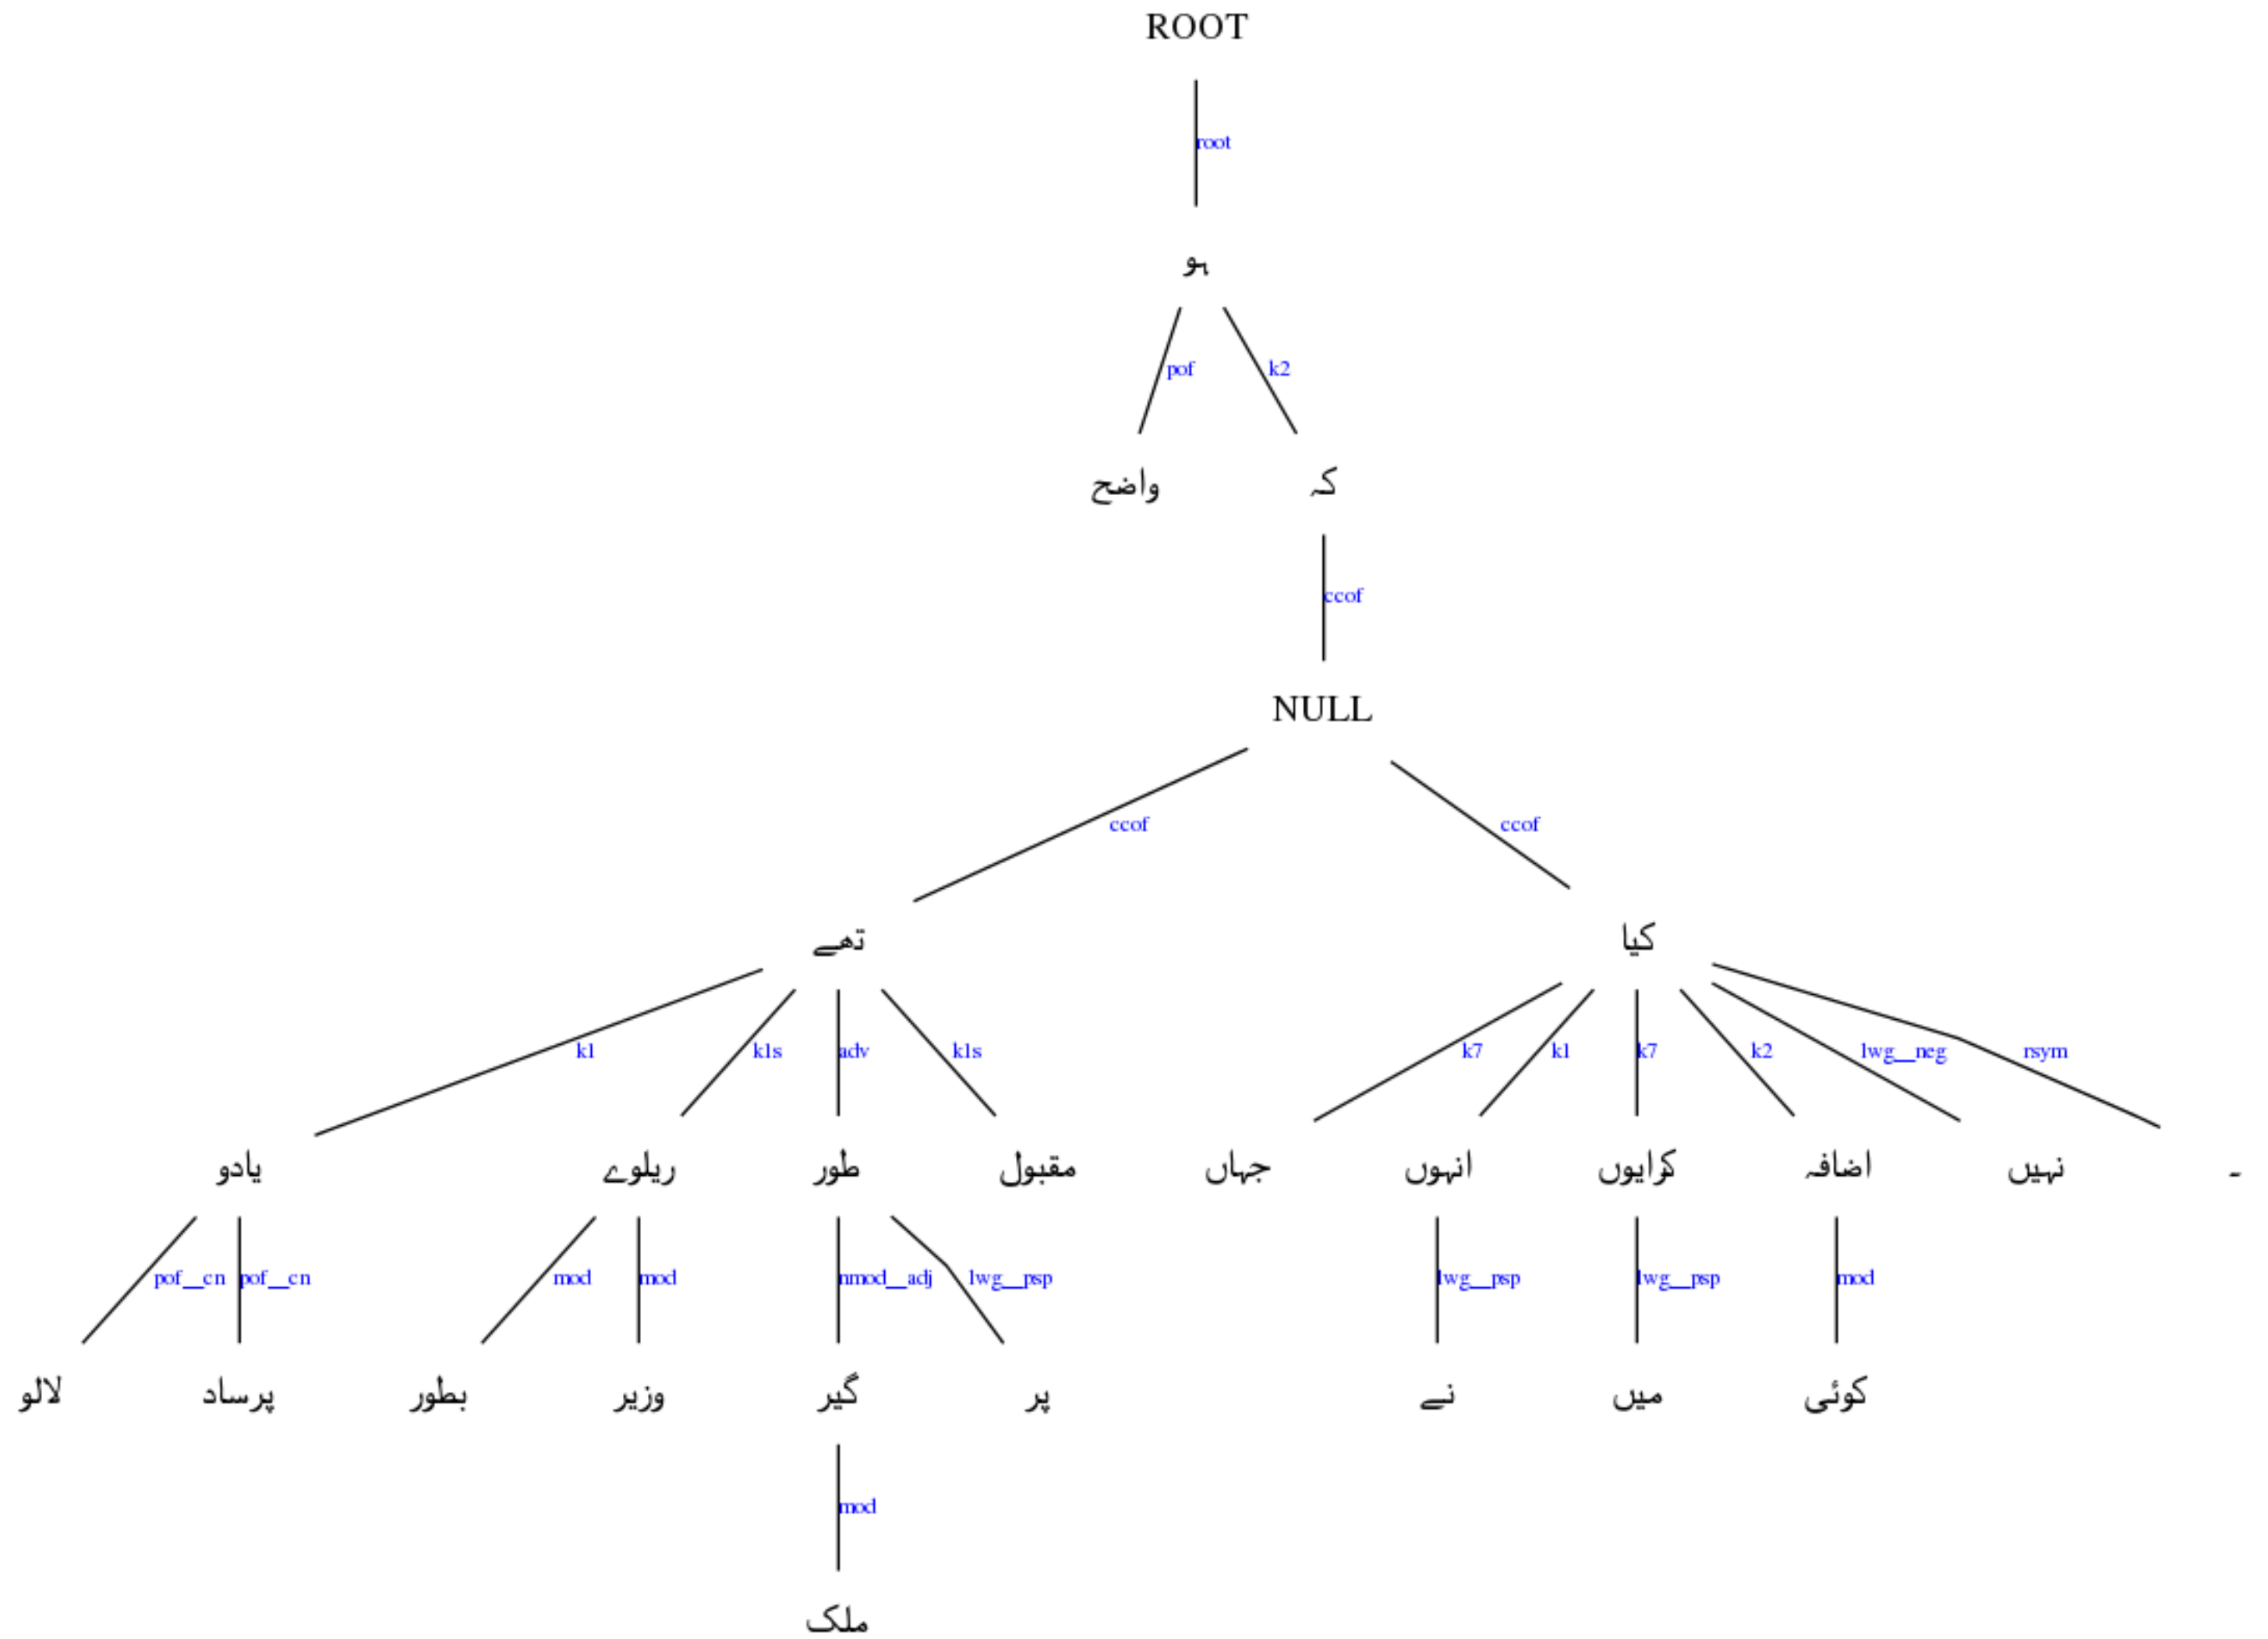 ROOT
root
ہو
pof k2
واضح کہ
ccof
NULL
ccof ccof
تھے کیا
k1 k1s adv k1s k7 k1 k7 k2 lwg__neg rsym
یادو ریلوے طور مقبول جہاں انہوں کرایوں اضافہ نہیں ۔
pof__cn pof__cn mod mod nmod__adj lwg__psp lwg__psp lwg__psp mod
لالو پرساد بطور وزیر گیر پر نے میں کوئی
mod
ملک